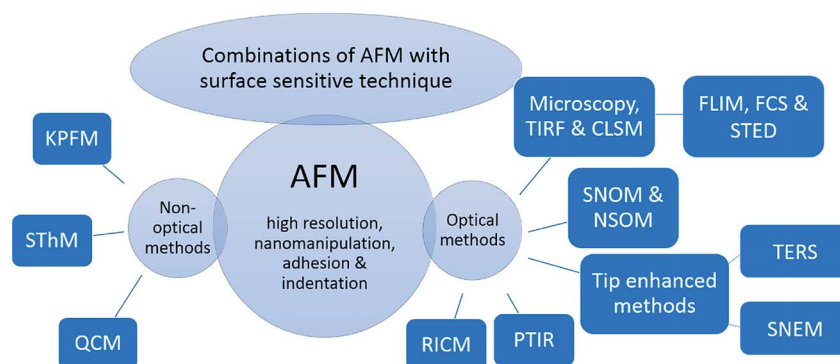 Combinations of AFM with
surface sensitive technique
Microscopy,
TIRF & CLSM
FLIM, FCS &
STED
KPFM
AFM
high resolution,
nanomanipulation,
adhesion &
indentation
Non-
optical
methods
Optical
methods
SNOM &
NSOM
SThM
TERS
Tip enhanced
methods
QCM
RICM
PTIR
SNEM